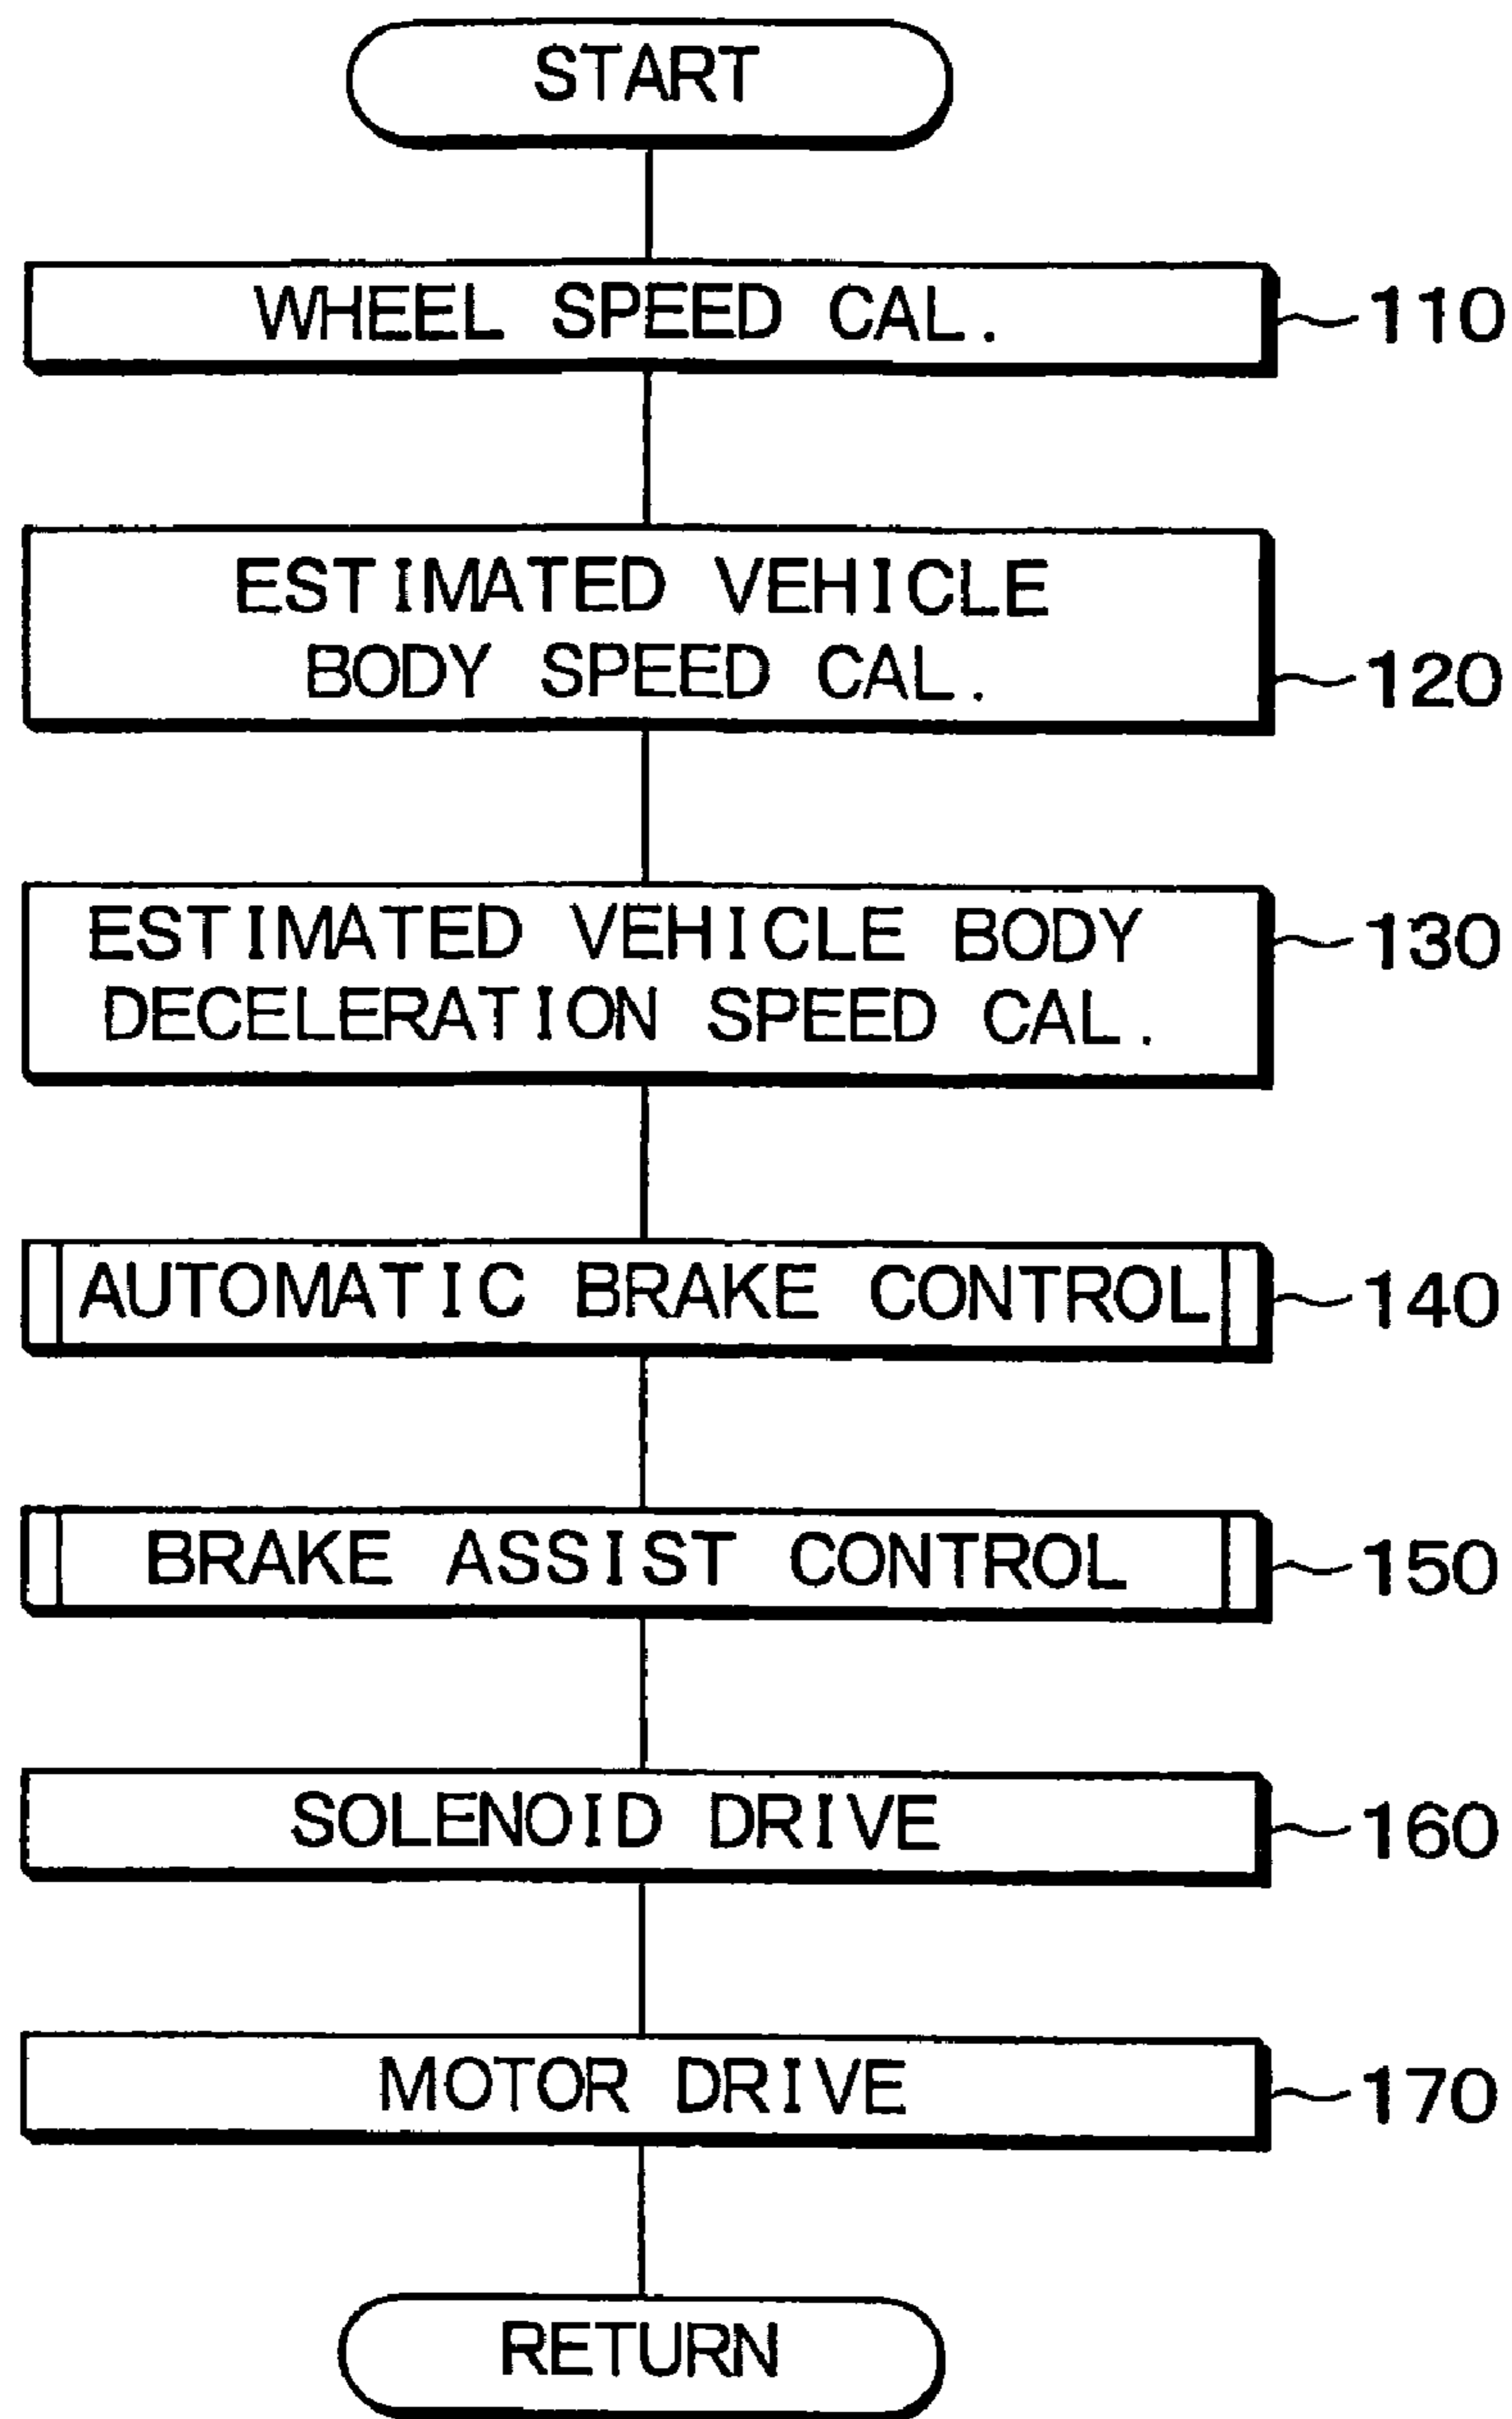 START
WHEEL SPEED CAL.
110
ESTIMATED VEHICLE
BODY SPEED CAL.
120
ESTIMATED VEHICLE BODY
DECELERATION SPEED CAL.
130
AUTOMATIC BRAKE CONTROL
140
BRAKE ASSIST CONTROL
150
SOLENOID DRIVE
160
MOTOR DRIVE
170
RETURN